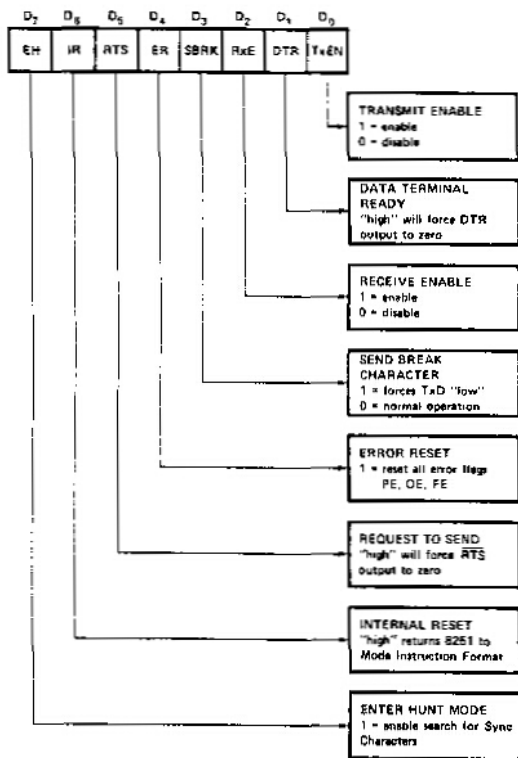 D7 D6 D5 D4 D3 D2 D1 D0
EH IR RTS ER SBRK RxE DTR TxEN
TRANSMIT ENABLE
1 = enable
0 = disable
DATA TERMINAL
READY
"high" will force DTR
output to zero
RECEIVE ENABLE
1 = enable
0 = disable
SEND BREAK
CHARACTER
1 = forces TxD "low"
0 = normal operation
ERROR RESET
1 = reset all error flags
PE, OE, FE
REQUEST TO SEND
"high" will force R̅T̅S̅
output to zero
INTERNAL RESET
"high" returns 8251 to
Mode Instruction Format
ENTER HUNT MODE
1 = enable search for Sync
Characters